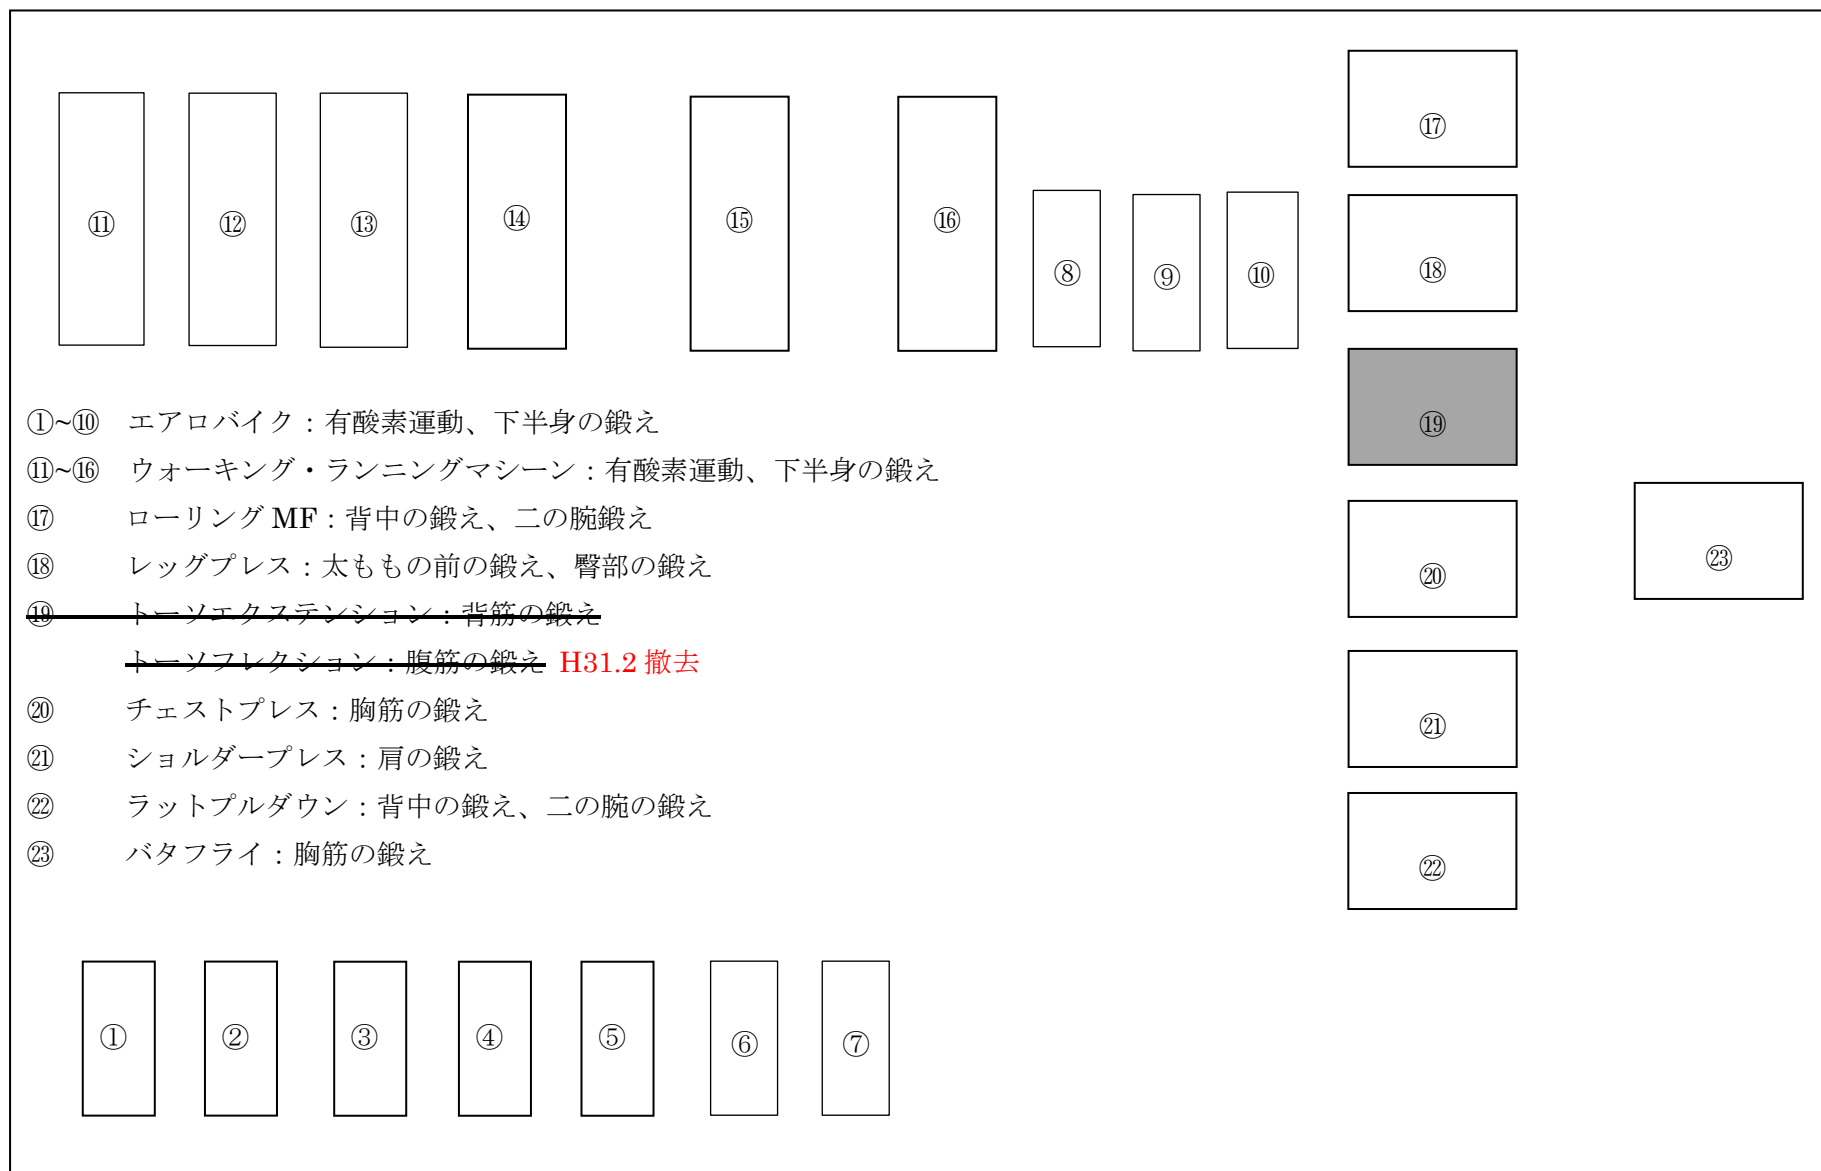 ⑰
⑪
⑫
⑬
⑭
⑮
⑯
⑧
⑨
⑩
⑱
⑲
⑳
㉓
㉑
㉒
①~⑩ エアロバイク：有酸素運動、下半身の鍛え
⑪~⑯ ウォーキング・ランニングマシーン：有酸素運動、下半身の鍛え
⑰ ローリング MF：背中の鍛え、二の腕鍛え
⑱ レッグプレス：太ももの前の鍛え、臀部の鍛え
⑲ トーソエクステンション：背筋の鍛え
トーソフレクション：腹筋の鍛え H31.2 撤去
⑳ チェストプレス：胸筋の鍛え
㉑ ショルダープレス：肩の鍛え
㉒ ラットプルダウン：背中の鍛え、二の腕の鍛え
㉓ バタフライ：胸筋の鍛え
①
②
③
④
⑤
⑥
⑦